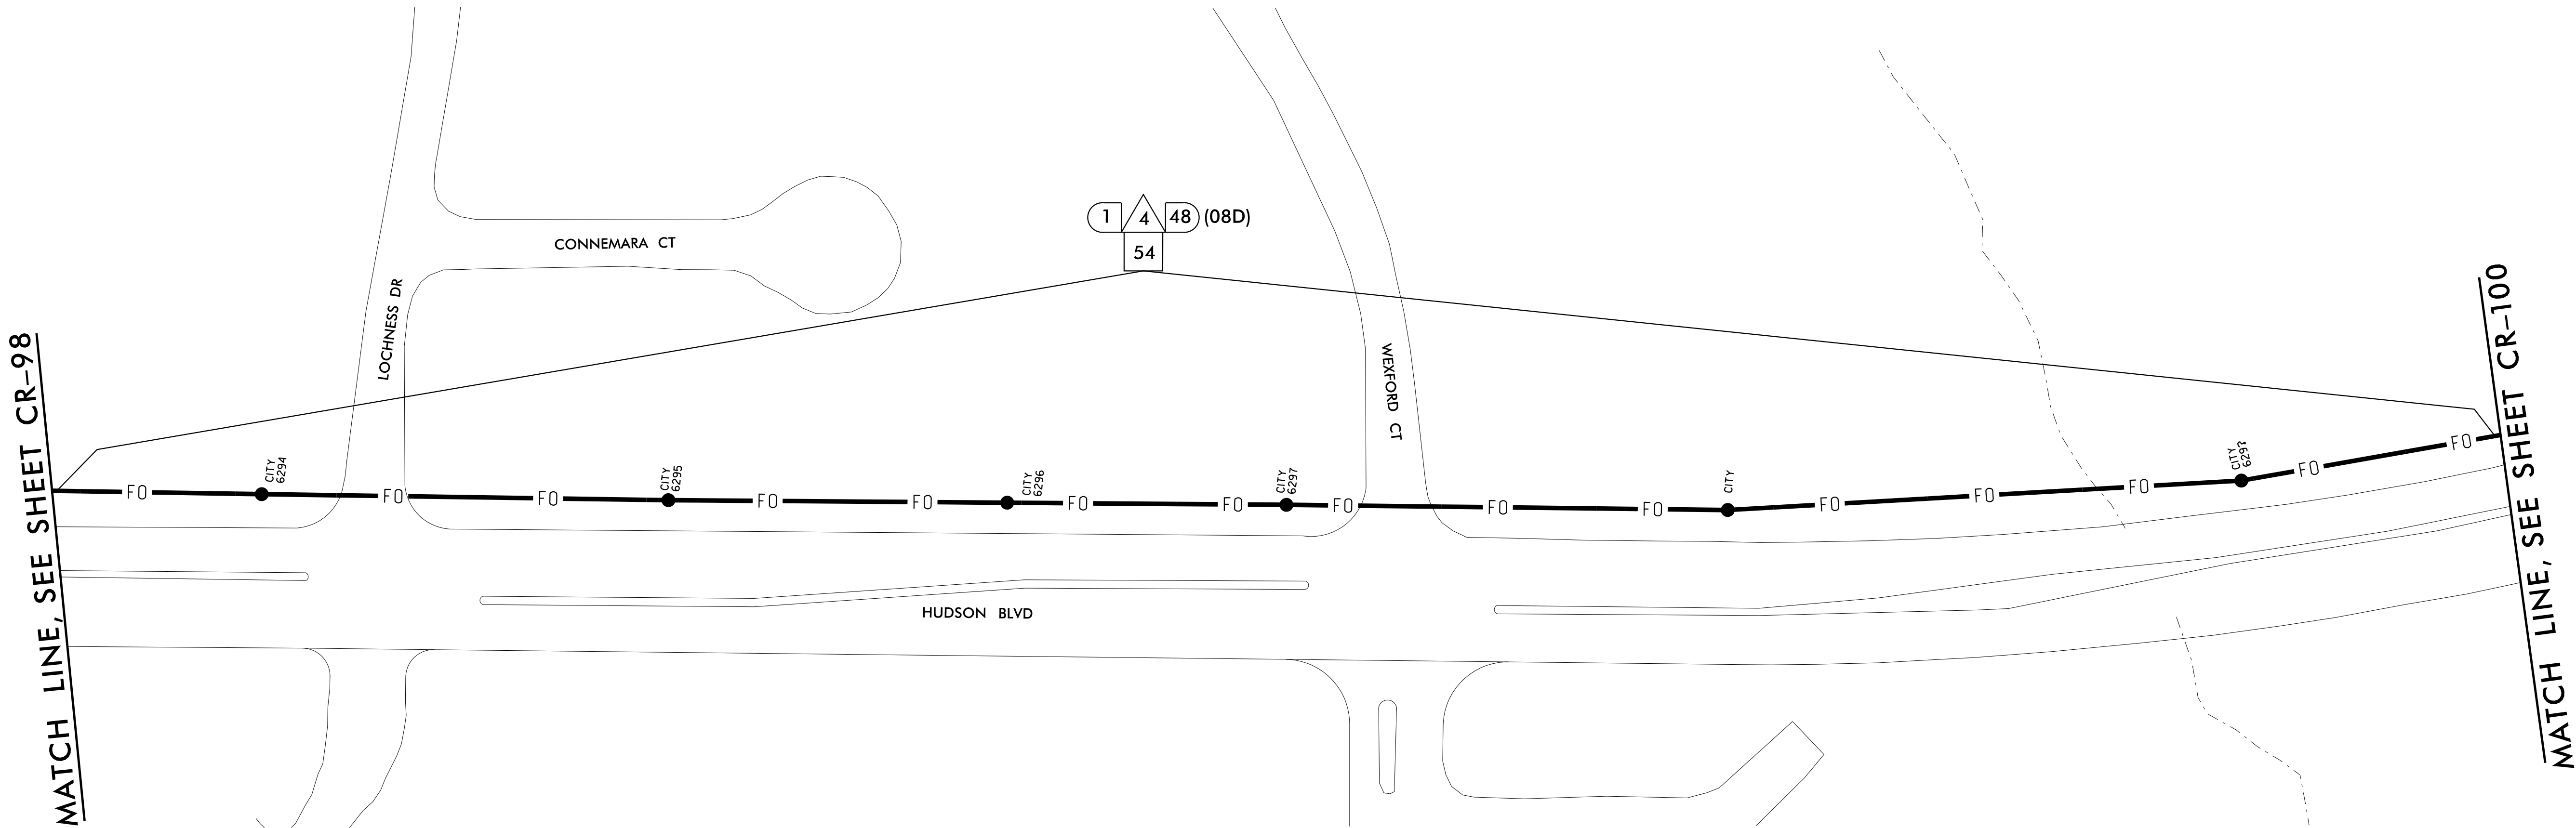 MATCH LINE, SEE SHEET CR-98
CITY
6294
FO
FO
LOCHNESS DR
CONNEMARA CT
FO
CITY
6295
FO
FO
CITY
6296
FO
1 4 48 (08D)
54
HUDSON BLVD
FO
CITY
6297
FO
WEXFORD CT
FO
FO
CITY
FO
FO
FO
CITY
FO
FO
MATCH LINE, SEE SHEET CR-100